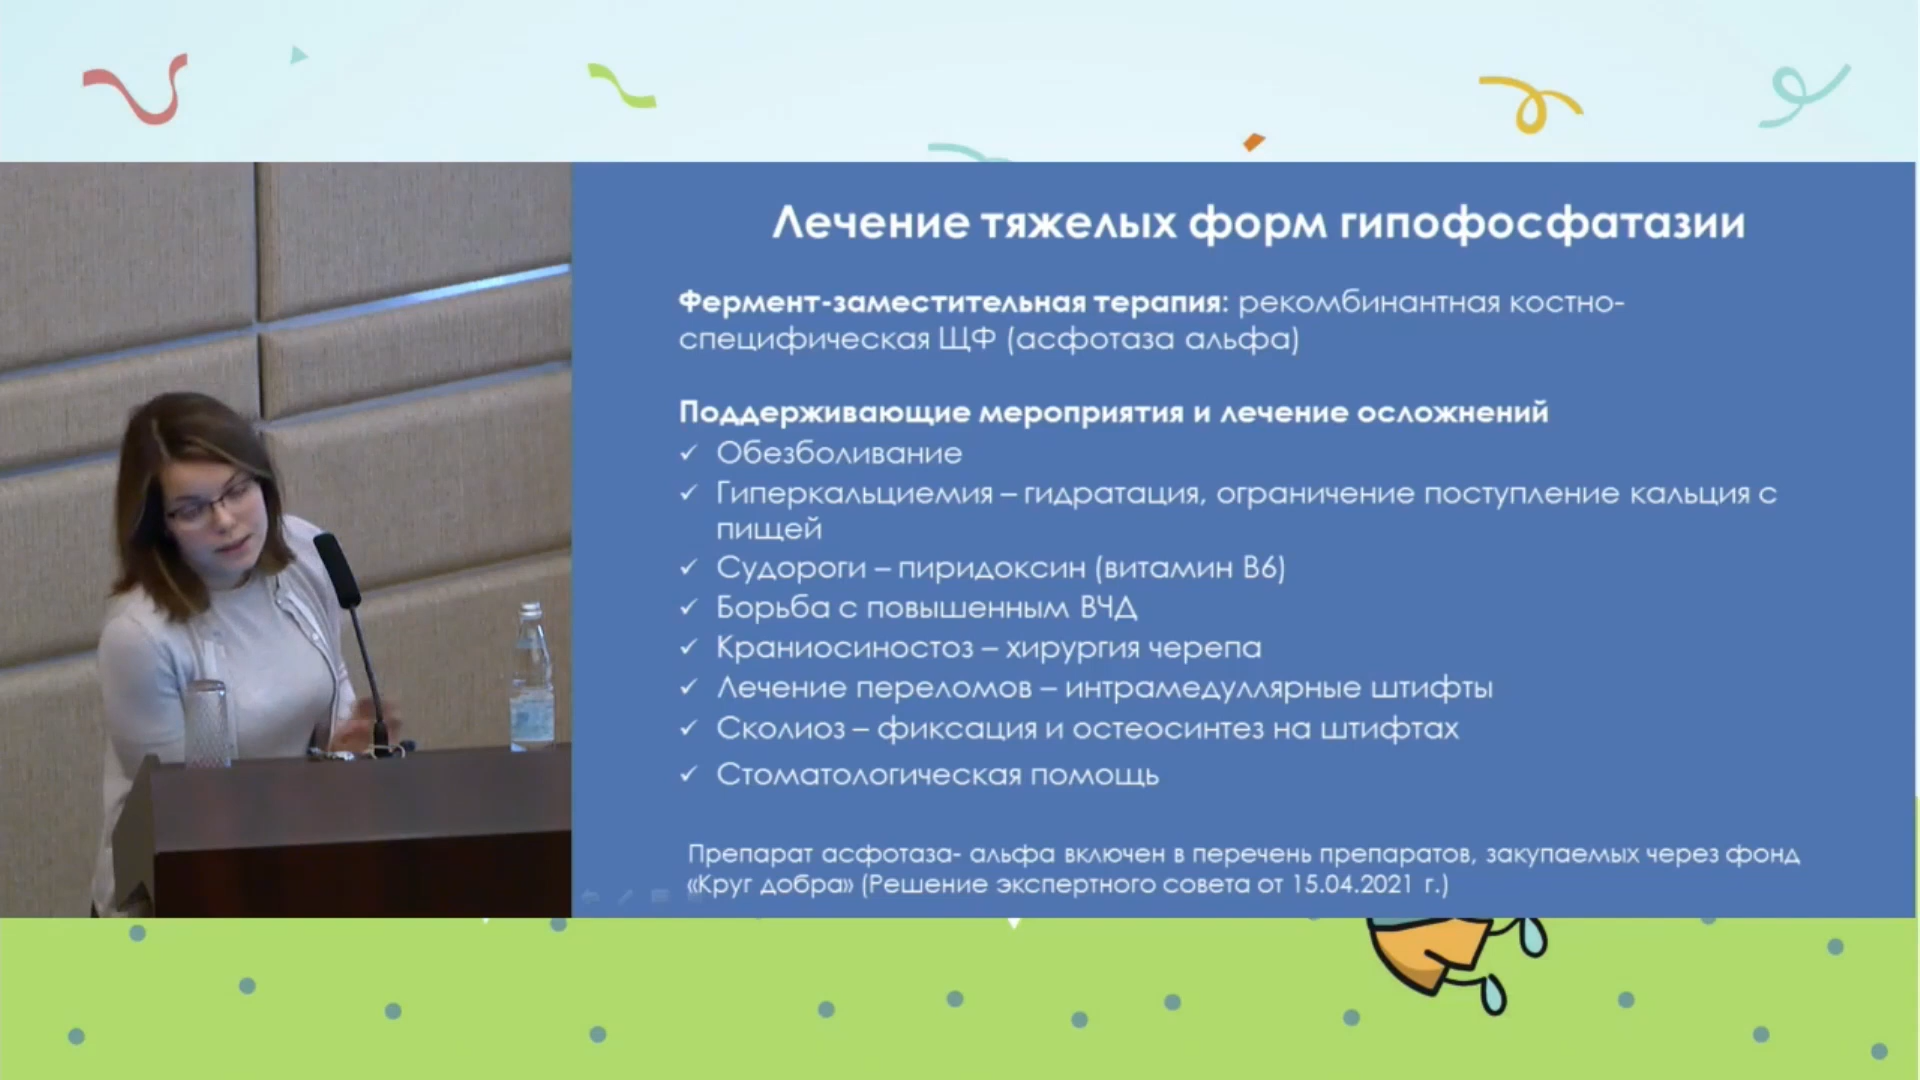 Лечение тяжелых форм гипофосфатазии
Фермент-заместительная терапия: рекомбинантная костно-
специфическая ЩФ (асфотаза альфа)
Поддерживающие мероприятия и лечение осложнений
✓ Обезболивание
✓ Гиперкальциемия – гидратация, ограничение поступление кальция с
пищей
✓ Судороги – пиридоксин (витамин В6)
✓ Борьба с повышенным ВЧД
✓ Краниосиностоз – хирургия черепа
✓ Лечение переломов – интрамедуллярные штифты
✓ Сколиоз – фиксация и остеосинтез на штифтах
✓ Стоматологическая помощь
Препарат асфотаза- альфа включен в перечень препаратов, закупаемых через фонд
«Круг добра» (Решение экспертного совета от 15.04.2021 г.)